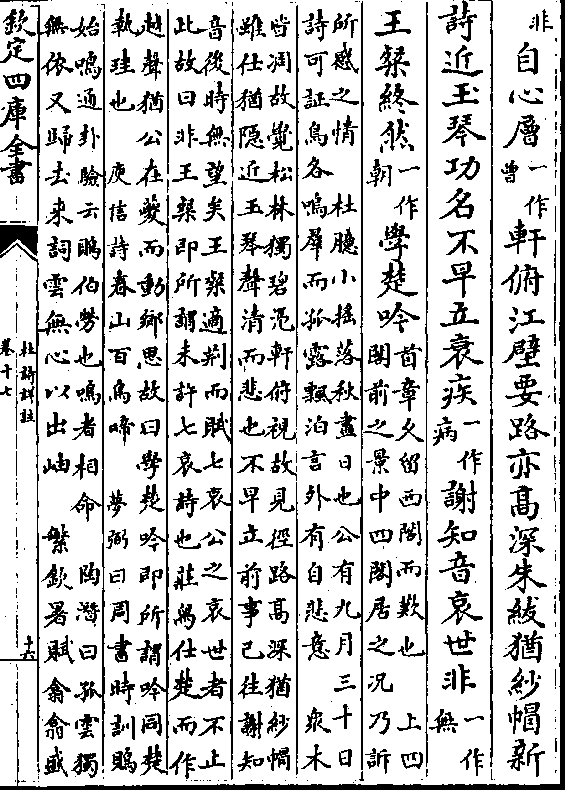 非自心層一作曾軒俯江壁要路亦高深朱紱猶紗帽新
詩近玉琴功名不早立衰疾一作病謝知音哀世非一作無
王粲終然一作朝學楚吟首章久留西閣而歎也 上四
閣前之景中四閣居之况乃訴
所感之情 杜臆小搖落秋盡日也公有九月三十日
詩可証鳥各鳴羣而孤露飄泊言外有自悲意 衆木
皆凋故覺松林獨碧憑軒俯視故見徑路高深猶紗帽
雖仕猶隱近玉琴聲清而悲也不早立前事已往謝知
音後時無望矣王粲適荆而賦七哀公之哀世者不止
此故曰非王粲即所謂未許七哀詩也莊舄仕楚而作
越聲猶公在夔而動鄉思故曰學楚吟即所謂吟同楚
執珪也 庾信詩春山百鳥啼 夢弼曰周書時訓鵙
始鳴通卦驗云鵙伯勞也鳴者相命 陶潛曰孤雲獨
無依又歸去来詞雲無心以出岫 繁欽暑賦翕翕盛
欽定四庫全書
杜詩詳註
卷十七
十六